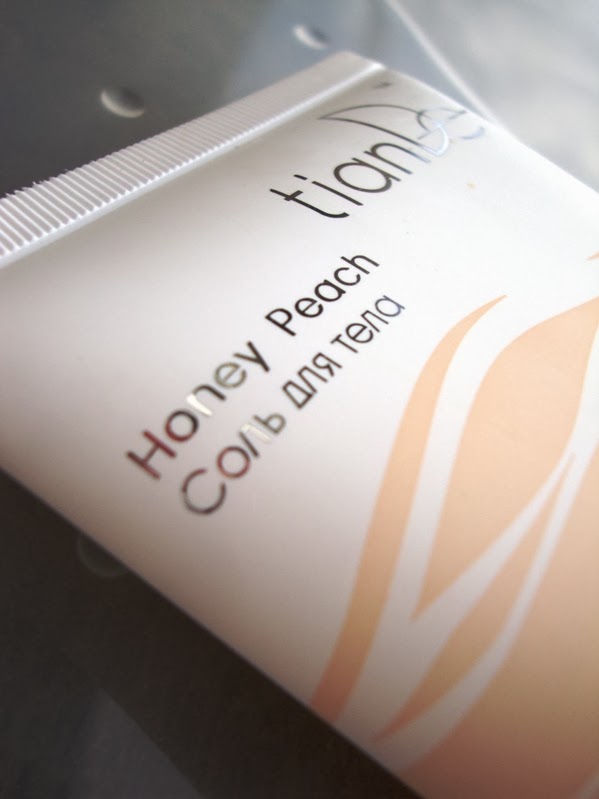 tianDe
Honey Peach
Соль для тела